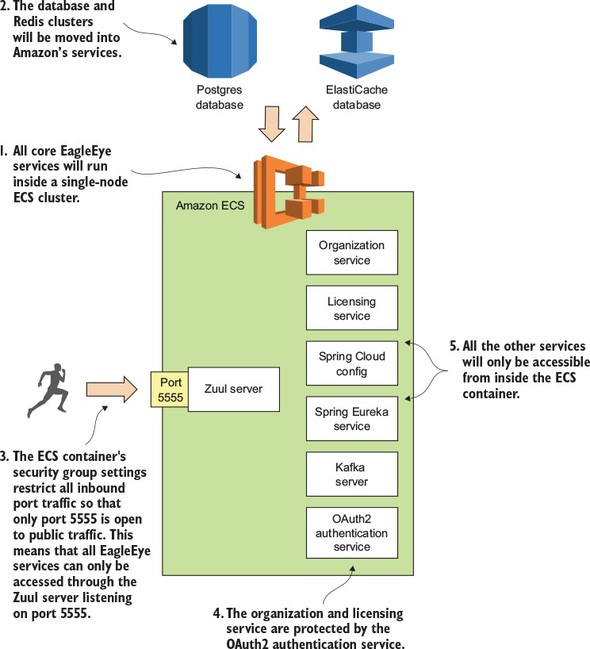 2. The database and
Redis clusters
will be moved into
Amazon's services.
Postgres
database
ElastiCache
database
1. All core EagleEye
services will run
inside a single-node
ECS cluster.
Amazon ECS
Organization
service
Licensing
service
Spring Cloud
config
Spring Eureka
service
Kafka
server
OAuth2
authentication
service
Port
5555
Zuul server
5. All the other services
will only be accessible
from inside the ECS
container.
3. The ECS container's
security group settings
restrict all inbound
port traffic so that
only port 5555 is open
to public traffic. This
means that all EagleEye
services can only be
accessed through the
Zuul server listening
on port 5555.
4. The organization and licensing
service are protected by the
OAuth2 authentication service.